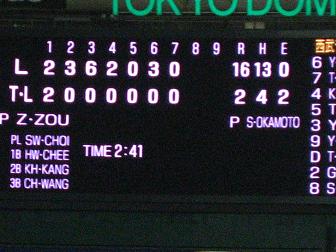 TOKYO DOM
1 2 3 4 5 6 7 8 9 R H E
L 2 3 6 2 0 3 0 16 13 0
T·L 2 0 0 0 0 0 0 2 4 2
P Z-ZOU P S-OKAMOTO
PL SW-CHOI
1B HW-CHEE TIME 2:41
2B KH-KANG
3B CH-WANG
西武
6 Y
7 T
4 K
5
3 Y
9 Y
D T-
2 G
8 S